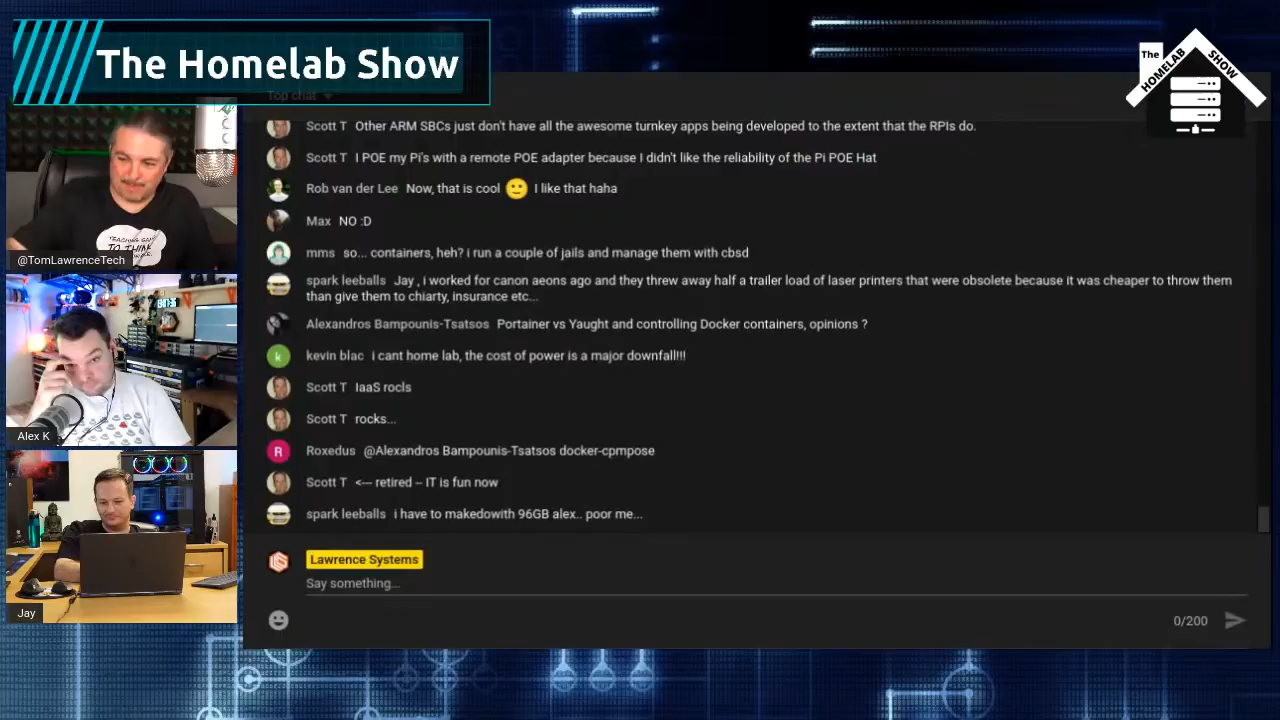 The Homelab Show
The
HOMELAB
SHOW
Top chat
Scott T Other ARM SBCs just don't have all the awesome turnkey apps being developed to the extent that the RPIs do.
Scott T I POE my Pi's with a remote POE adapter because I didn't like the reliability of the Pi POE Hat
Rob van der Lee Now, that is cool 🙂 I like that haha
Max NO :D
mms so... containers, heh? i run a couple of jails and manage them with cbsd
spark leeballs Jay , i worked for canon aeons ago and they threw away half a trailer load of laser printers that were obsolete because it was cheaper to throw them
than give them to chiarty, insurance etc...
Alexandros Bampounis-Tsatsos Portainer vs Yaught and controlling Docker containers, opinions ?
k kevin blac i cant home lab, the cost of power is a major downfall!!!
Scott T IaaS rocls
Scott T rocks...
R Roxedus @Alexandros Bampounis-Tsatsos docker-cpmpose
Scott T <--- retired -- IT is fun now
spark leeballs i have to makedowith 96GB alex.. poor me...
Lawrence Systems
Say something...
0/200
TO THINK
@TomLawrenceTech
Alex K
Jay